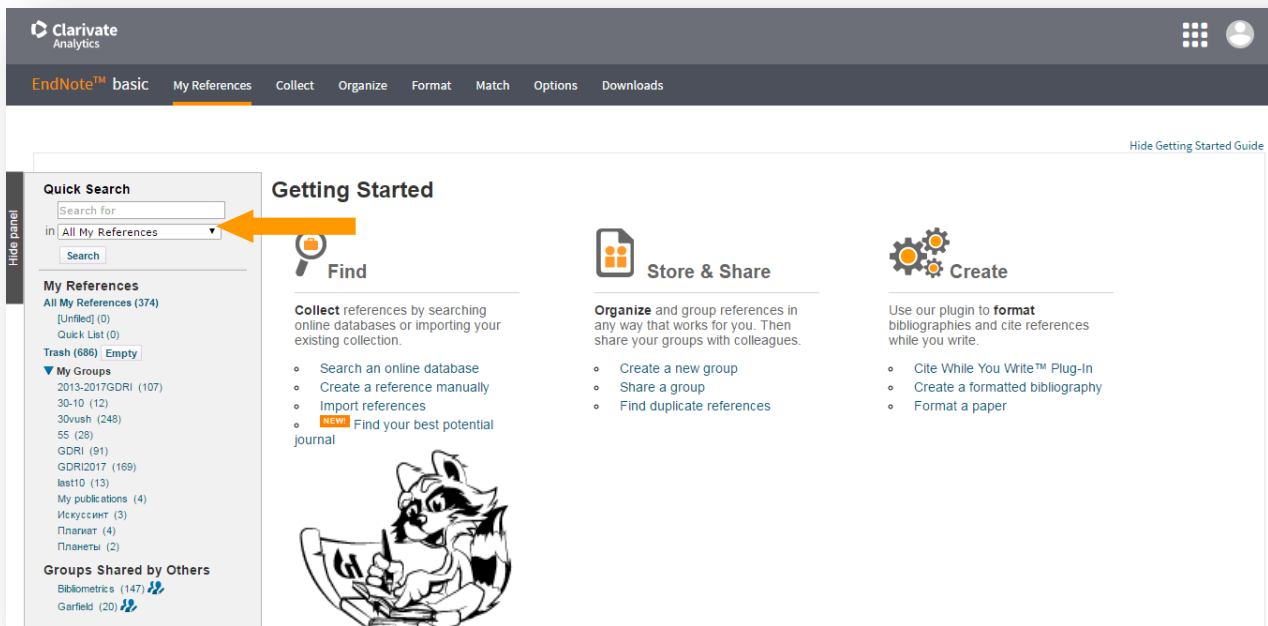 Clarivate
Analytics
EndNote™ basic My References Collect Organize Format Match Options Downloads
Hide Getting Started Guide
Hide panel
Quick Search
Search for
in All My References
Search
My References
All My References (374)
[Unfiled] (0)
Quick List (0)
Trash (686) Empty
My Groups
2013-2017GDRI (107)
30-10 (12)
30vush (248)
55 (28)
GDRI (91)
GDRI2017 (169)
last10 (13)
My publications (4)
Искуссинт (3)
Плагиат (4)
Планеты (2)
Groups Shared by Others
Bibliometrics (147)
Garfield (20)
Getting Started
Find
Collect references by searching
online databases or importing your
existing collection.
Search an online database
Create a reference manually
Import references
NEW! Find your best potential
journal
Store & Share
Organize and group references in
any way that works for you. Then
share your groups with colleagues.
Create a new group
Share a group
Find duplicate references
Create
Use our plugin to format
bibliographies and cite references
while you write.
Cite While You Write™ Plug-In
Create a formatted bibliography
Format a paper